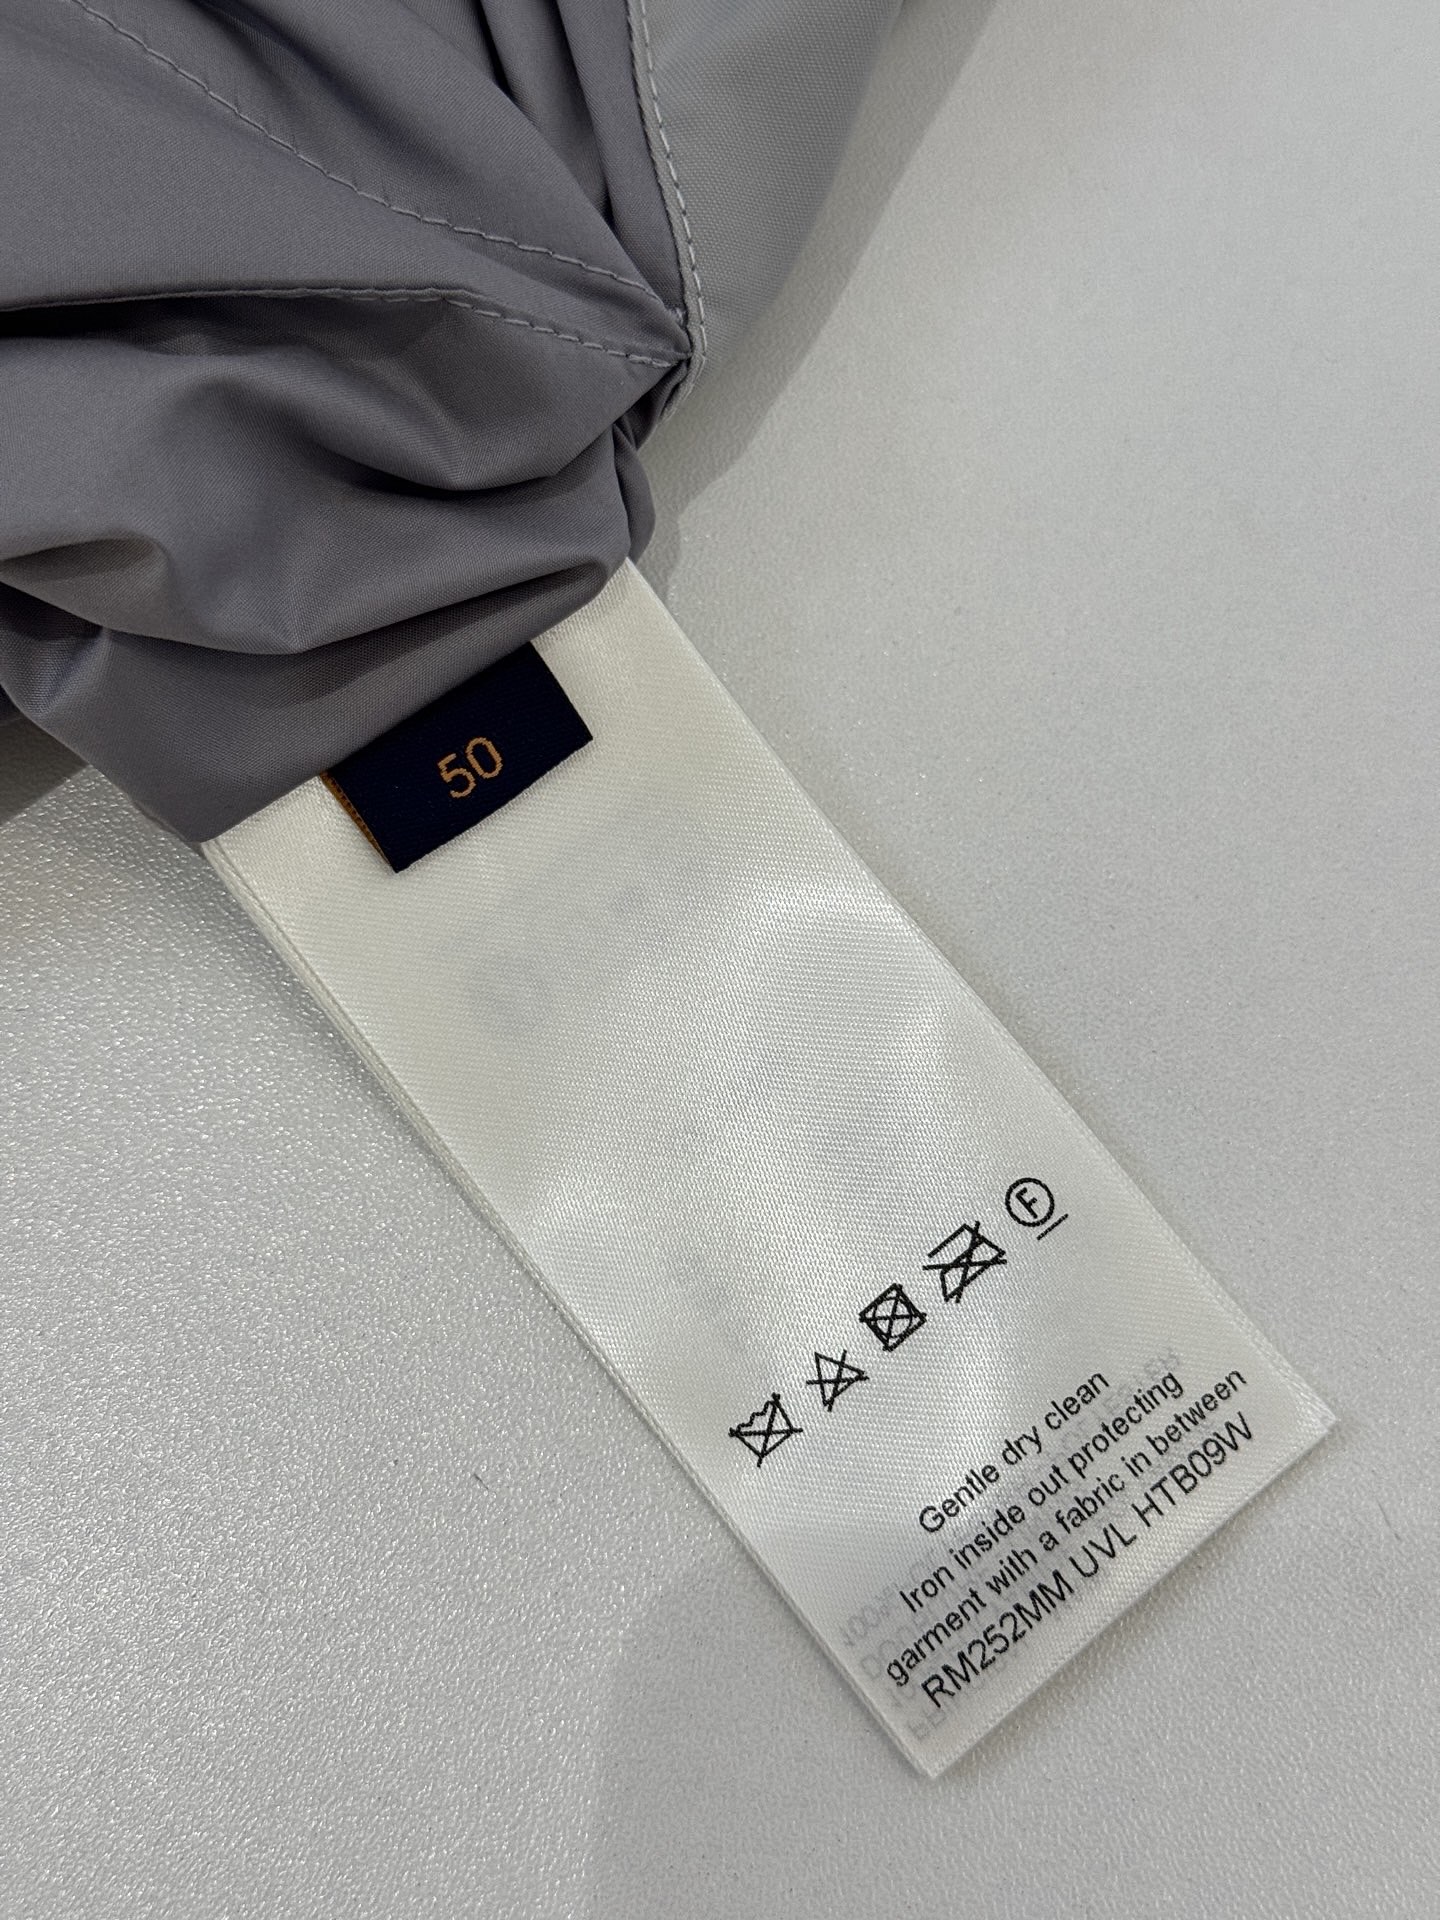 50
F
Gentle dry clean
Iron inside out protecting
garment with a fabric in between
RM252MM UVL HTB09W